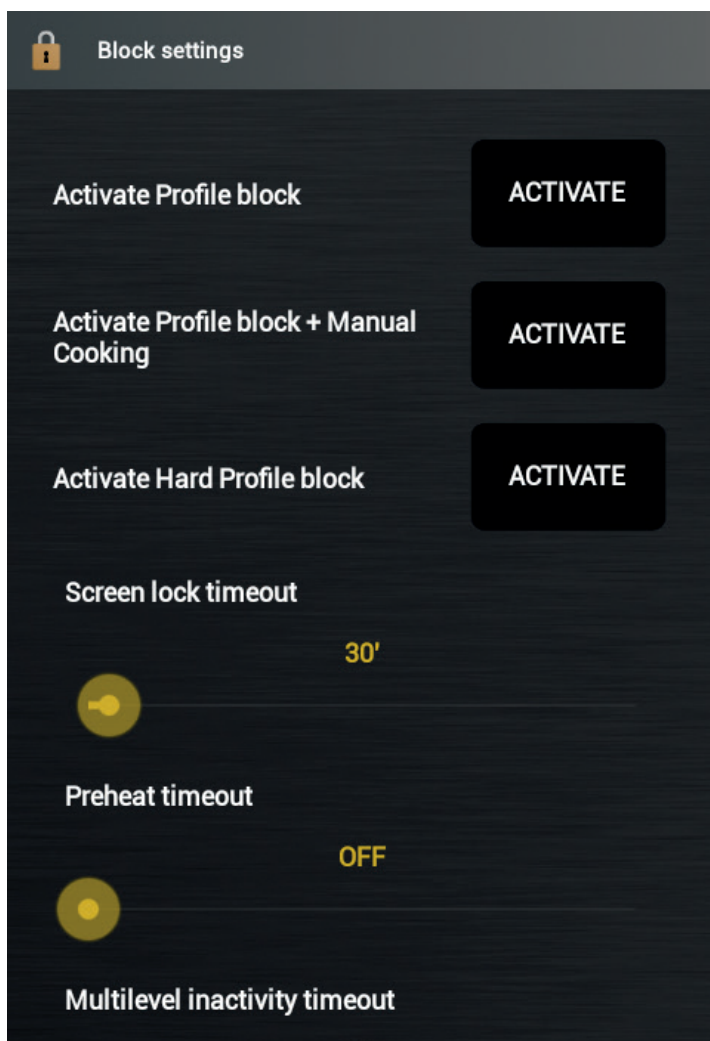 Block settings
Activate Profile block
ACTIVATE
Activate Profile block + Manual
Cooking
ACTIVATE
Activate Hard Profile block
ACTIVATE
Screen lock timeout
30'
Preheat timeout
OFF
Multilevel inactivity timeout